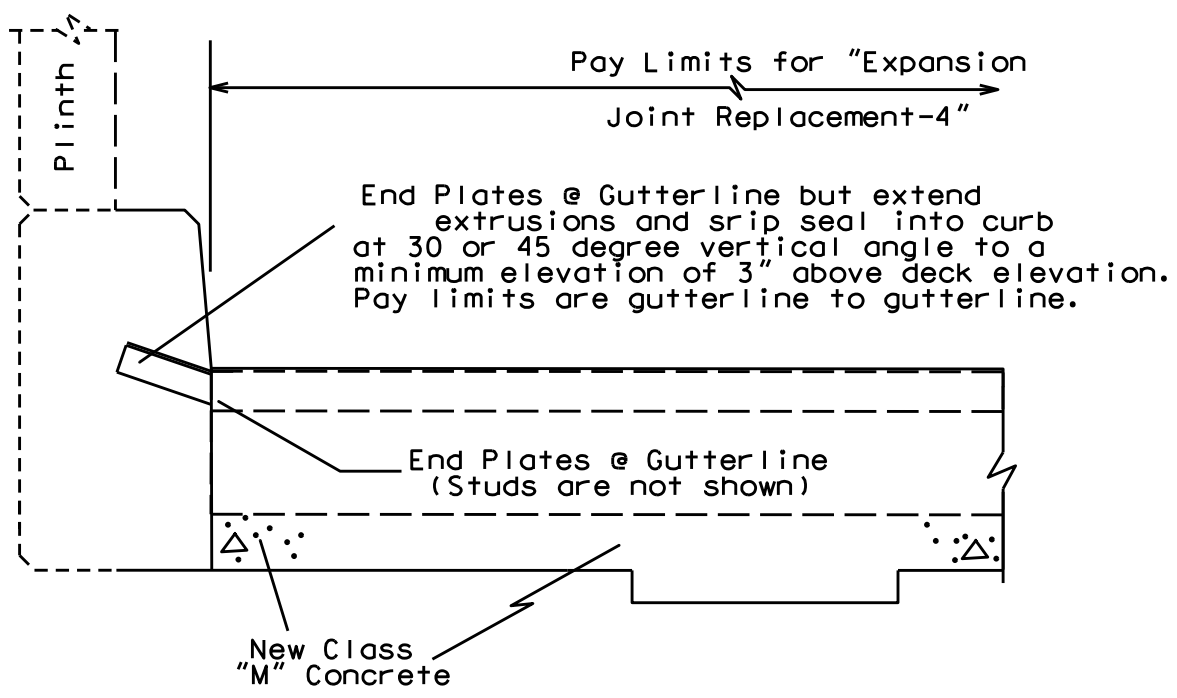 Pay Limits for "Expansion
Joint Replacement-4"
Plinth
End Plates @ Gutterline but extend
extrusions and srip seal into curb
at 30 or 45 degree vertical angle to a
minimum elevation of 3" above deck elevation.
Pay limits are gutterline to gutterline.
End Plates @ Gutterline
(Studs are not shown)
New Class
"M" Concrete